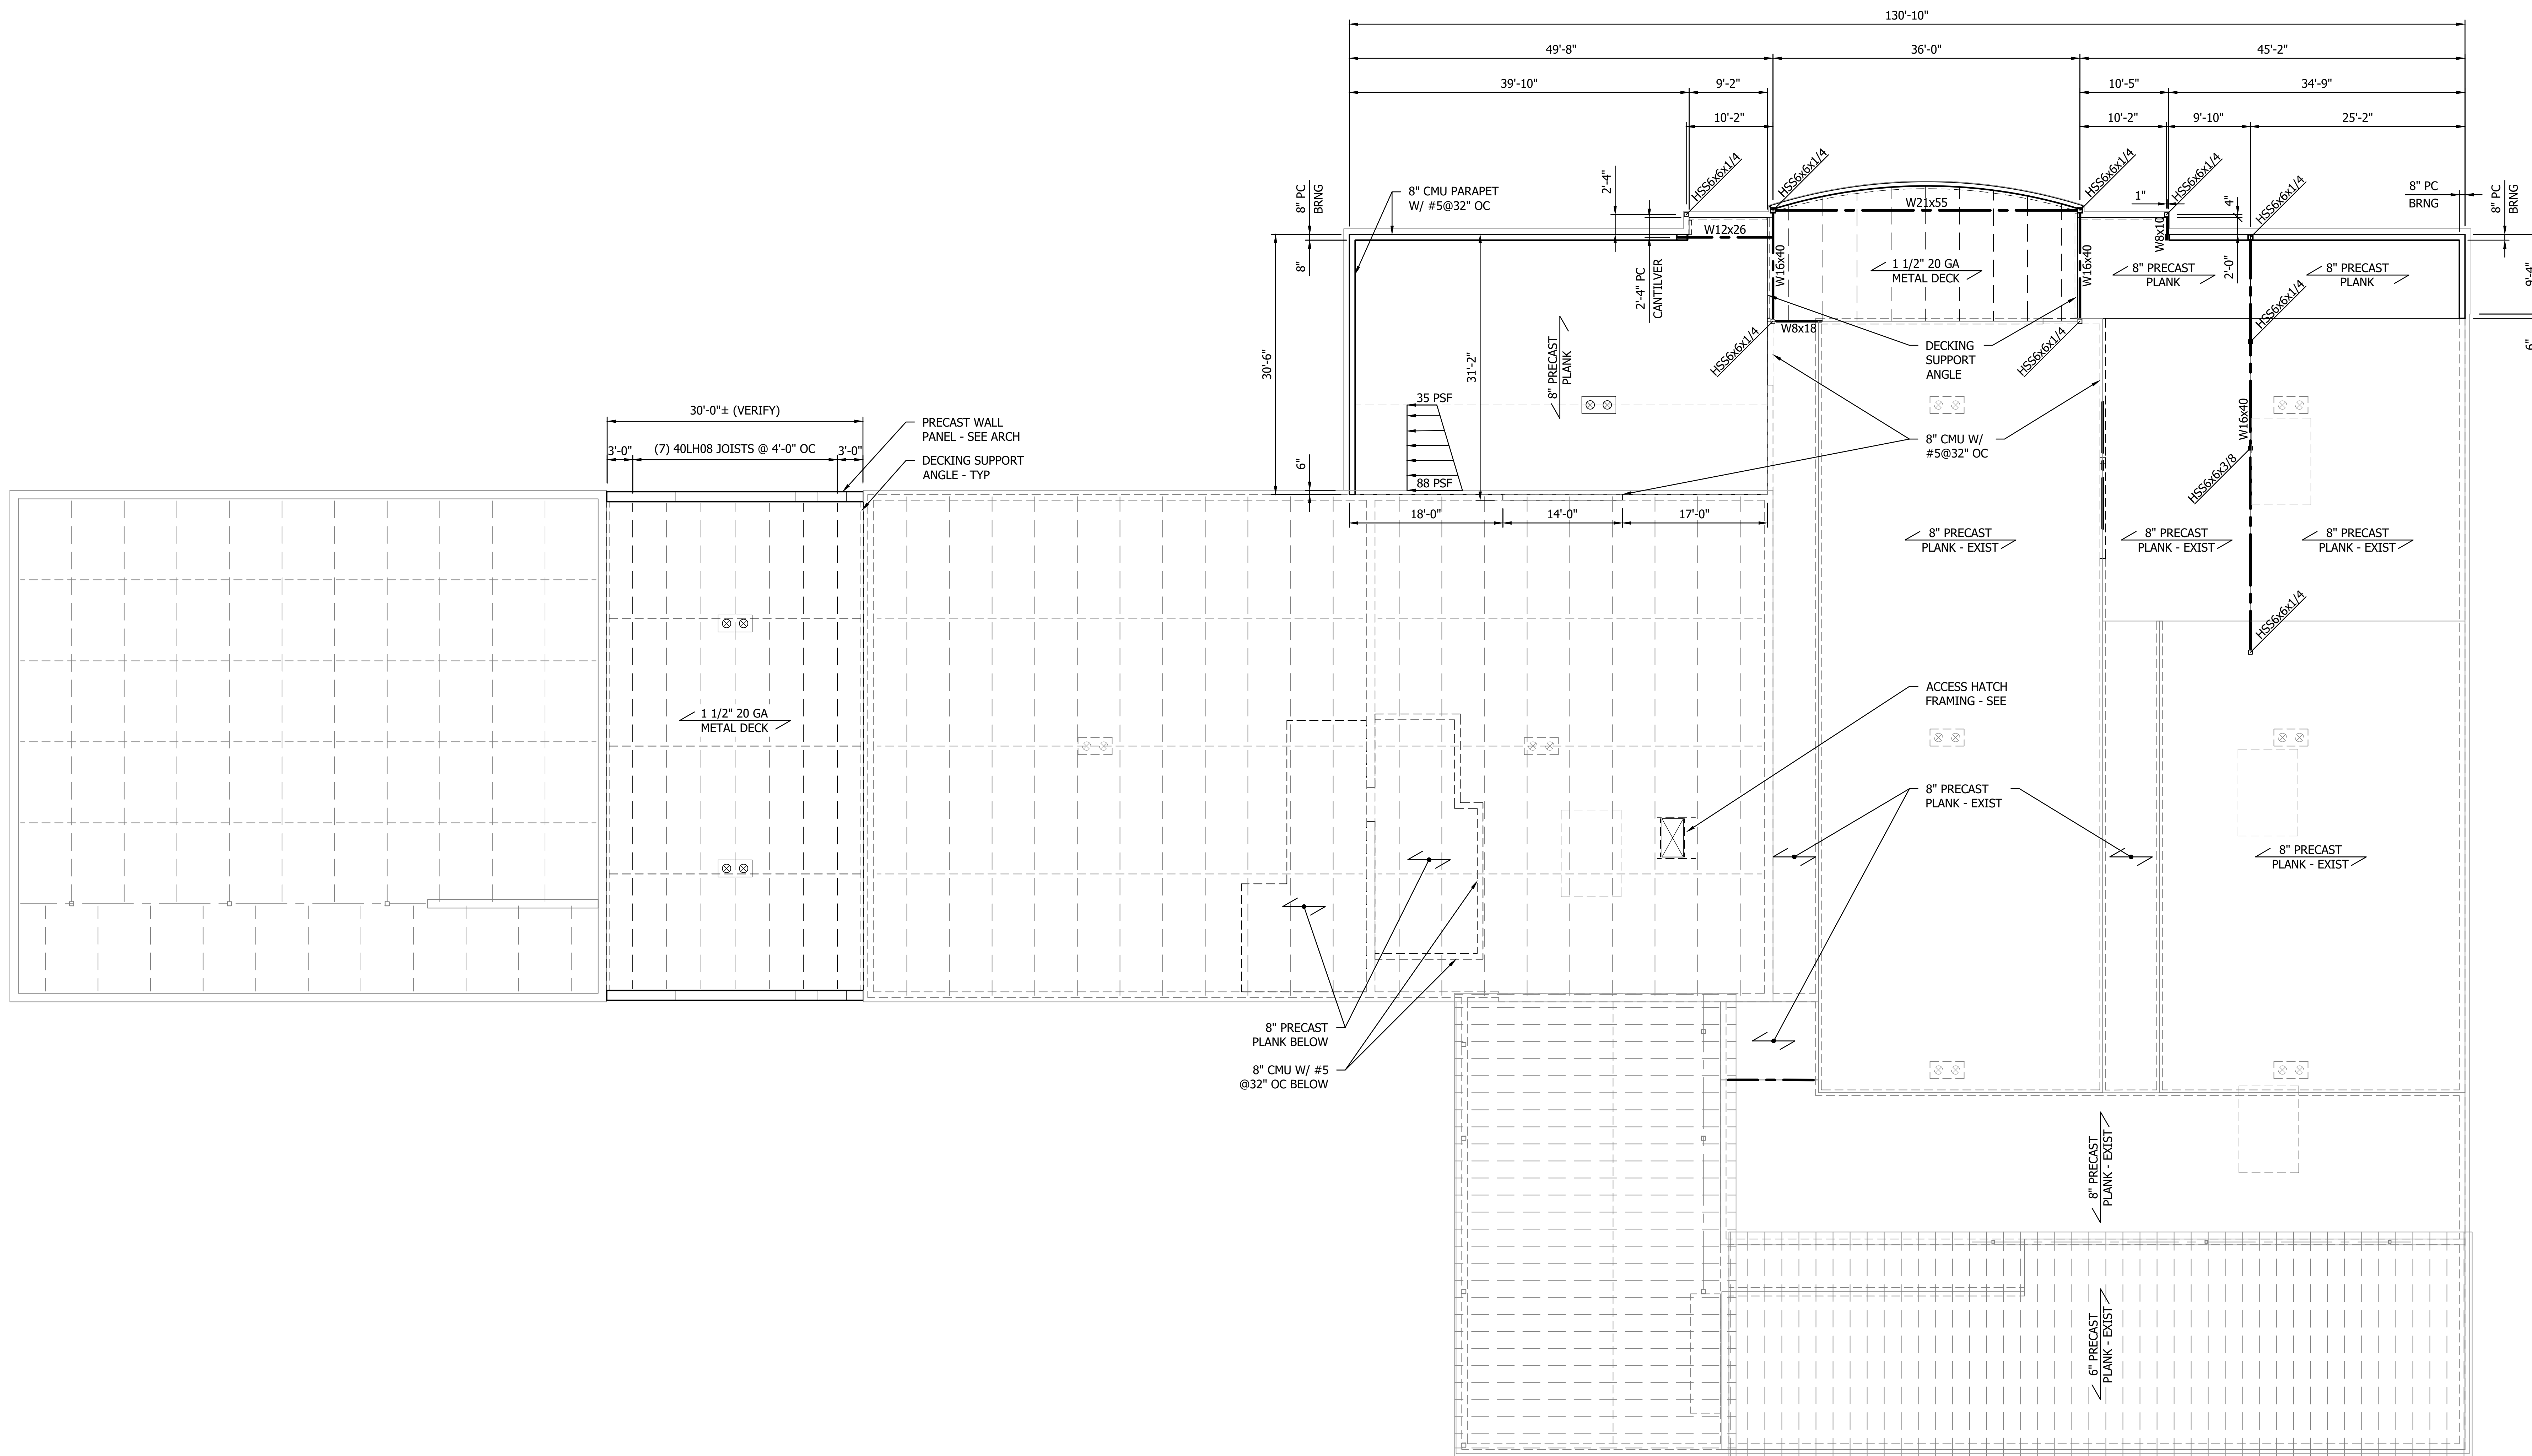 130'-10"
49'-8"
36'-0"
45'-2"
39'-10"
9'-2"
10'-5"
34'-9"
10'-2"
10'-2"
9'-10"
25'-2"
8" PC
BRNG
8" CMU PARAPET
W/ #5@32" OC
2'-4"
HSS6x6x1/4
HSS6x6x1/4
HSS6x6x1/4
HSS6x6x1/4
HSS6x6x1/4
1"
4"
8" PC
BRNG
8" PC
BRNG
W21x55
W12x26
W8x10
8"
2'-4" PC
CANTILVER
W16x40
1 1/2" 20 GA
METAL DECK
W16x40
8" PRECAST
PLANK
2'-0"
8" PRECAST
PLANK
9'-4"
6"
HSS6x6x1/4
W8x18
HSS6x6x1/4
HSS6x6x1/4
DECKING
SUPPORT
ANGLE
30'-6"
31'-2"
8" PRECAST
PLANK
35 PSF
88 PSF
6"
W16x40
8" CMU W/
#5@32" OC
HSS6x6x3/8
30'-0"± (VERIFY)
PRECAST WALL
PANEL - SEE ARCH
3'-0"
(7) 40LH08 JOISTS @ 4'-0" OC
3'-0"
DECKING SUPPORT
ANGLE - TYP
18'-0"
14'-0"
17'-0"
8" PRECAST
PLANK - EXIST
8" PRECAST
PLANK - EXIST
8" PRECAST
PLANK - EXIST
HSS6x6x1/4
1 1/2" 20 GA
METAL DECK
ACCESS HATCH
FRAMING - SEE
8" PRECAST
PLANK - EXIST
8" PRECAST
PLANK - EXIST
8" PRECAST
PLANK BELOW
8" CMU W/ #5
@32" OC BELOW
8" PRECAST
PLANK - EXIST
6" PRECAST
PLANK - EXIST